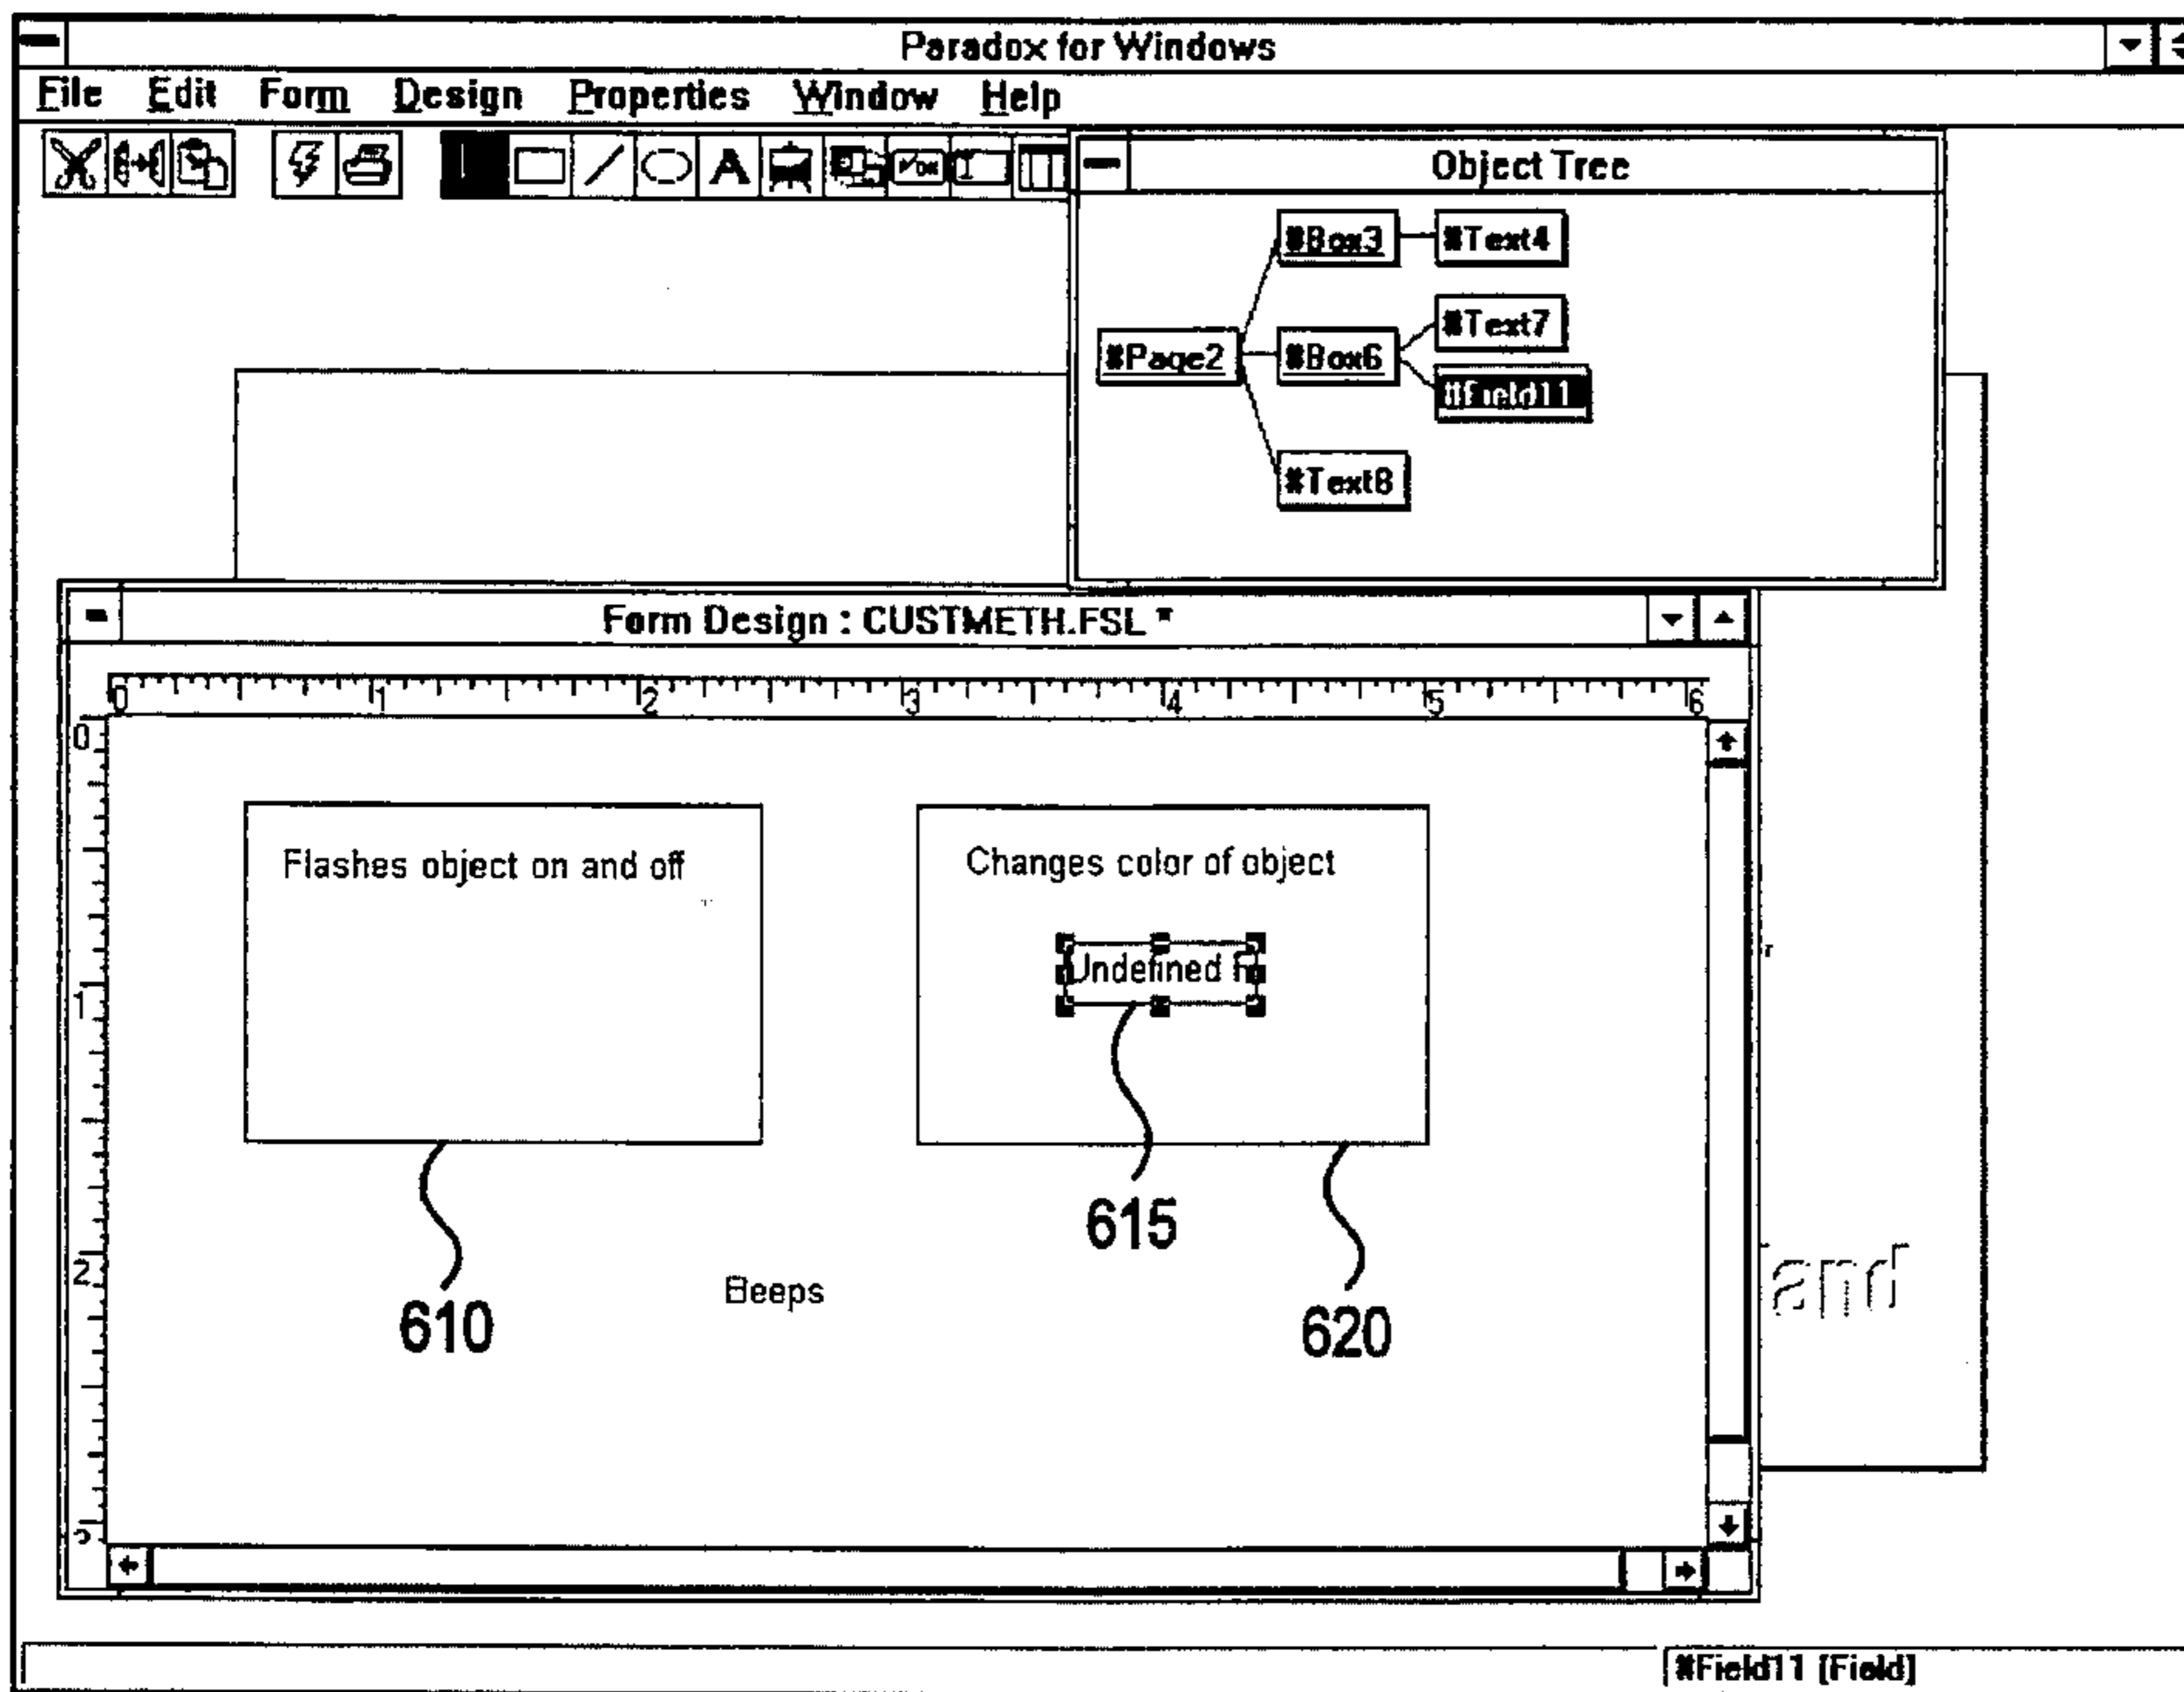 Paradox for Windows
File Edit Form Design Properties Window Help
A
Object Tree
#Box3 #Text4
#Text7
#Page2 #Box6
#Field11
#Text8
Form Design : CUSTMETH.FSL *
0 1 2 3 4 5 6
0
Flashes object on and off
Changes color of object
Undefined
1
615
2
Beeps
610
620
and
3
#Field11 [Field]